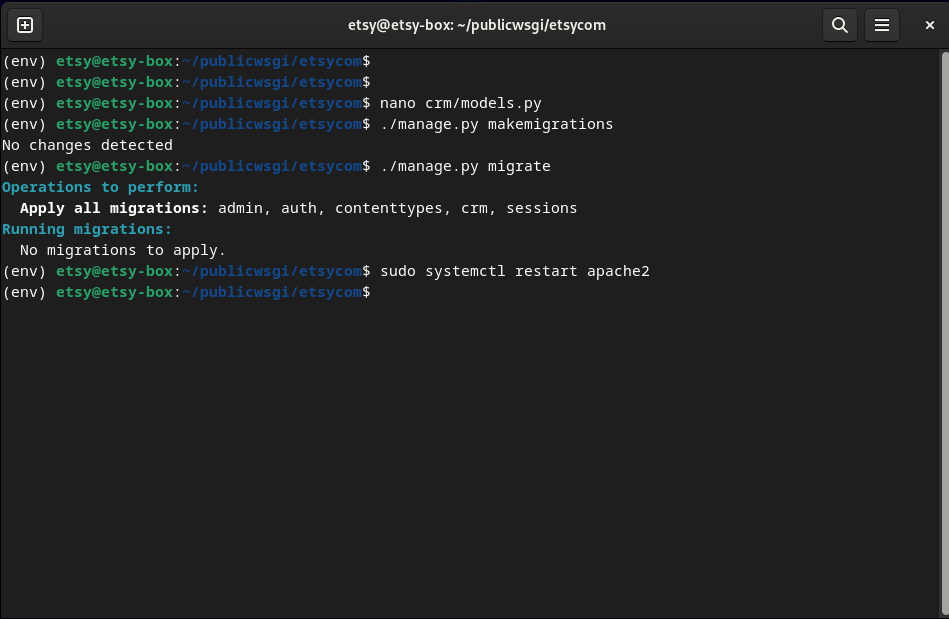 etsy@etsy-box: ~/publicwsgi/etsycom
(env) etsy@etsy-box:~/publicwsgi/etsycom$
(env) etsy@etsy-box:~/publicwsgi/etsycom$
(env) etsy@etsy-box:~/publicwsgi/etsycom$ nano crm/models.py
(env) etsy@etsy-box:~/publicwsgi/etsycom$ ./manage.py makemigrations
No changes detected
(env) etsy@etsy-box:~/publicwsgi/etsycom$ ./manage.py migrate
Operations to perform:
  Apply all migrations: admin, auth, contenttypes, crm, sessions
Running migrations:
  No migrations to apply.
(env) etsy@etsy-box:~/publicwsgi/etsycom$ sudo systemctl restart apache2
(env) etsy@etsy-box:~/publicwsgi/etsycom$